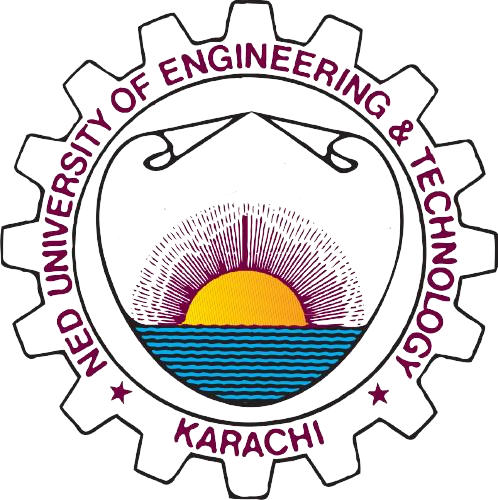 NED UNIVERSITY OF ENGINEERING & TECHNOLOGY
KARACHI